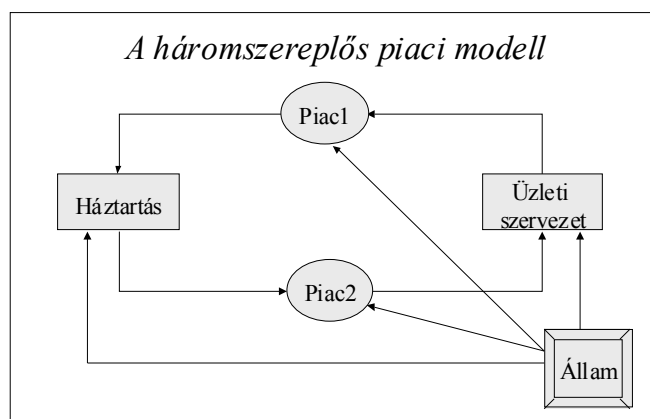 A háromszereplős piaci modell
Piac1
Háztartás
Üzleti
szervezet
Piac2
Állam